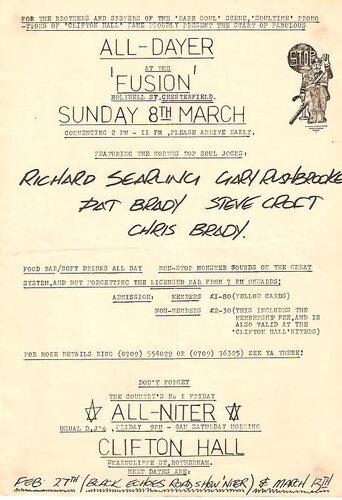 FOR THE BROTHERS AND SISTERS OF THE 'RARE SOUL' SCENE,'SOULTIME' PROMO
-TIONS OF 'CLIFTON HALL' FAME PROUDLY PRESENT THE START OF FABULOUS
ALL-DAYER
AT THE
'FUSION'
HOLYWELL ST,CHESTERFIELD.
SUNDAY 8TH MARCH
COMMENCING 2 PM - 11 PM ,PLEASE ARRIVE EARLY.
FEATURING THE NORTHS TOP SOUL JOCKS:
RICHARD SEARLING GARY RUSHBROOKE
PAT BRADY STEVE CROFT
CHRIS BRADY.
FOOD BAR/SOFT DRINKS ALL DAY NON-STOP MONSTER SOUNDS ON THE GREAT
SYSTEM,AND NOT FORGETTING THE LICENSED BAR FROM 7 PM ONWARDS!
ADMISSION: MEMBERS £1-80(YELLOW CARDS)
NON-MEMBERS £2-30(THIS INCLUDES THE
MEMBERSHIP FEE,AND IS
ALSO VALID AT THE
'CLIFTON HALL'NITERS)
FOR MORE DETAILS RING (0709) 554029 OR (0709) 76325) SEE YA THERE!
DON'T FORGET
THE COUNTRY'S No 1 FRIDAY
ALL-NITER
USUAL D.J's FRIDAY 9PM - 8AM SATURDAY MORNING
CLIFTON HALL
WHARNCLIFFE ST,ROTHERHAM.
NEXT DATES ARE:
FEB 27TH (BLACK ECHOES ROADSHOW NITER) & MARCH 13TH